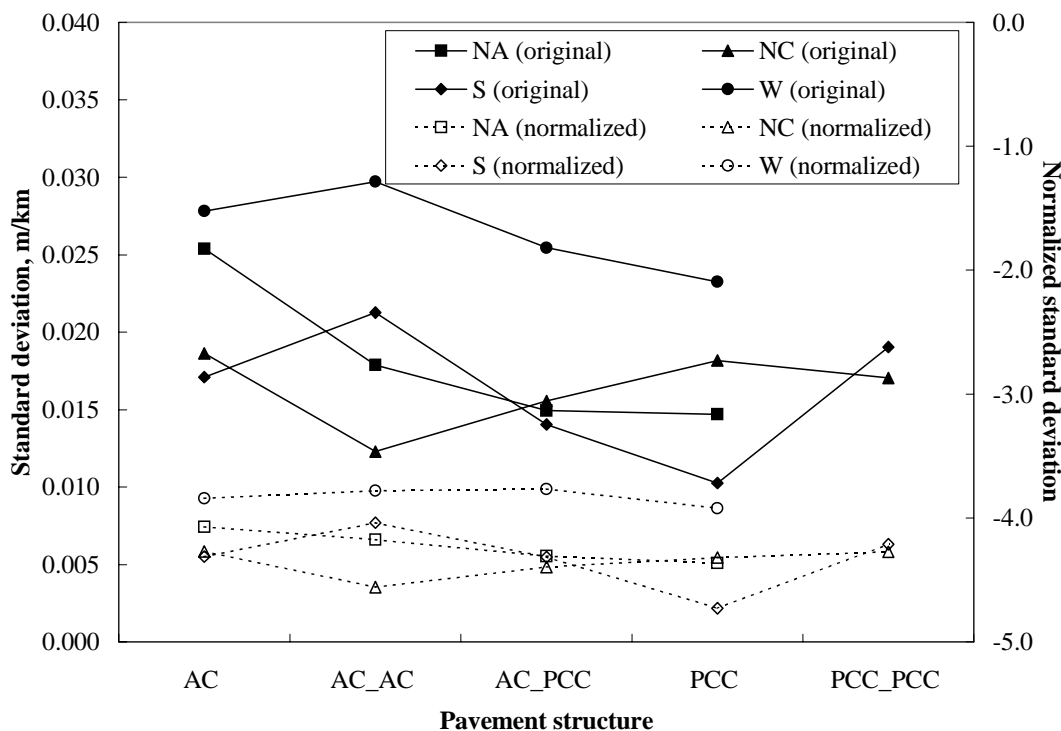 0.040
0.035
0.030
0.025
0.020
0.015
0.010
0.005
0.000
Standard deviation, m/km
NA (original)
NC (original)
S (original)
W (original)
NA (normalized)
NC (normalized)
S (normalized)
W (normalized)
0.0
-1.0
-2.0
-3.0
-4.0
-5.0
Normalized standard
deviation
AC
AC_AC
AC_PCC
PCC
PCC_PCC
Pavement structure